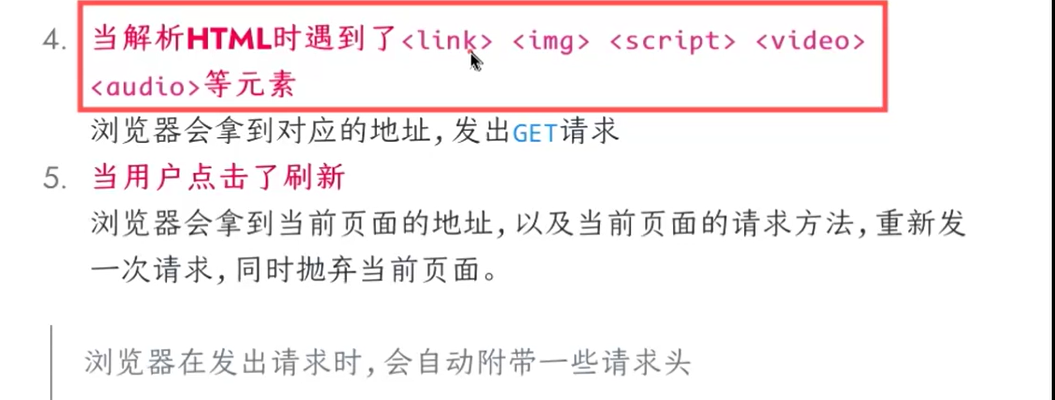 4. 当解析HTML时遇到了<link> <img> <script> <video>
<audio>等元素
浏览器会拿到对应的地址,发出GET请求
5. 当用户点击了刷新
浏览器会拿到当前页面的地址,以及当前页面的请求方法,重新发
一次请求,同时抛弃当前页面。
浏览器在发出请求时,会自动附带一些请求头